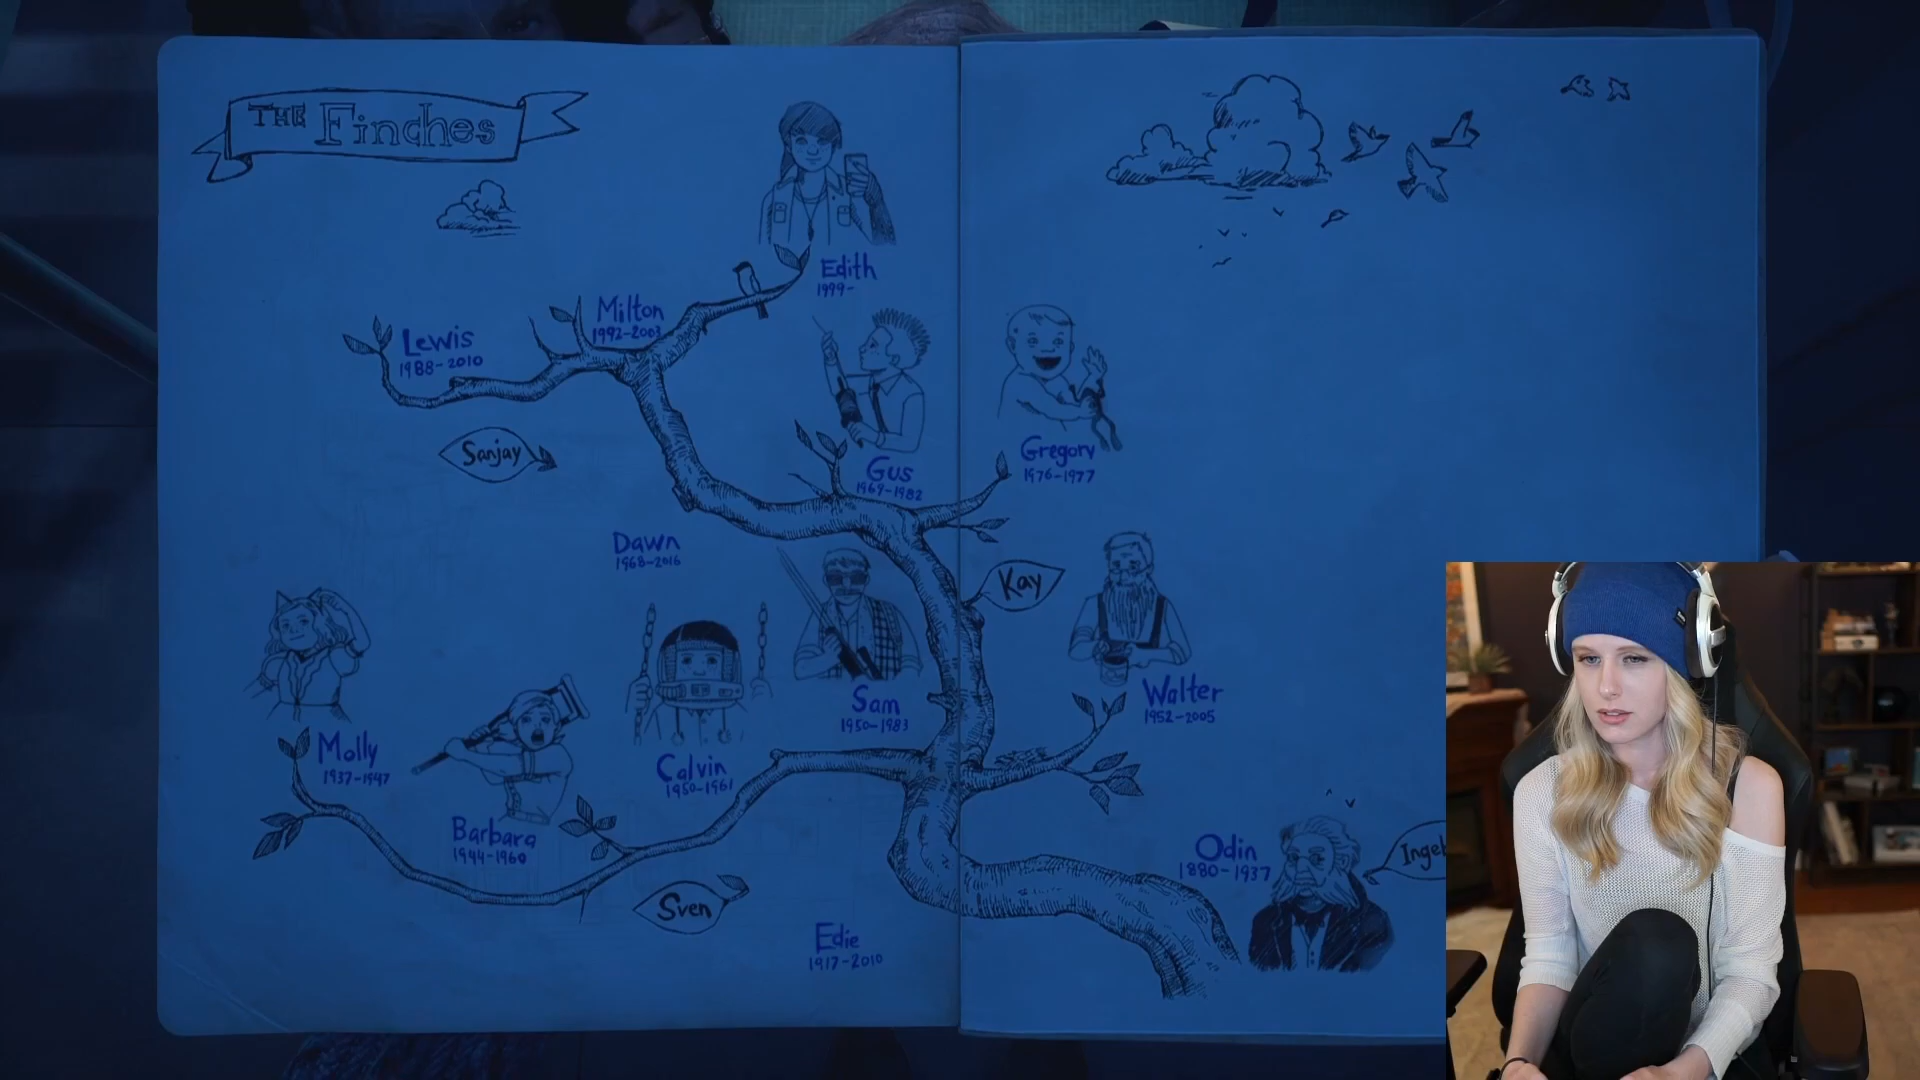 THE Finches
Edith
1999-
Milton
1992-2003
Lewis
1988-2010
Sanjay
Gus
1969-1982
Gregory
1976-1977
Dawn
1968-2016
Kay
Molly
1937-1947
Barbara
1944-1960
Calvin
1950-1961
Sam
1950-1983
Walter
1952-2005
Sven
Edie
1917-2010
Odin
1880-1937
Inge